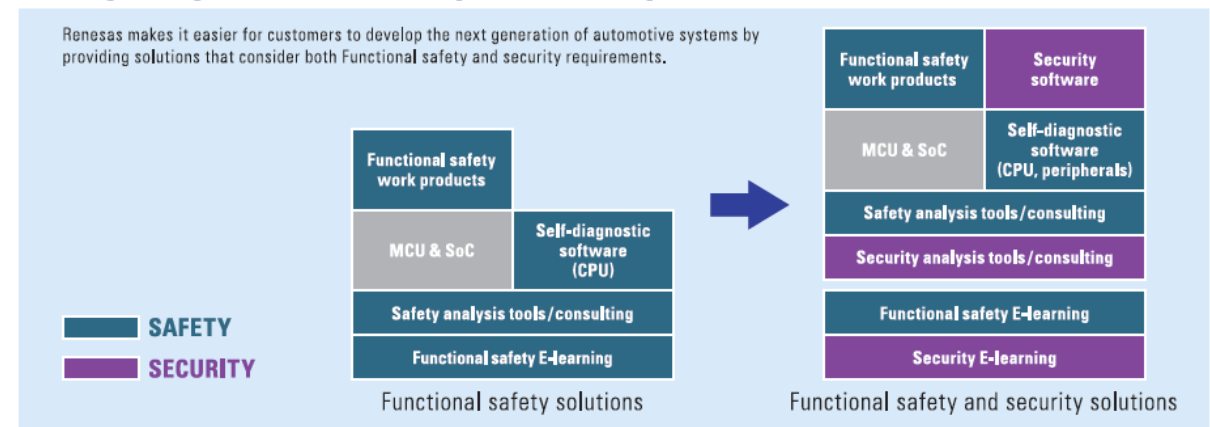 Renesas makes it easier for customers to develop the next generation of automotive systems by
providing solutions that consider both Functional safety and security requirements.
Functional safety
work products
MCU & SoC
Self-diagnostic
software
(CPU)
Safety analysis tools/consulting
Functional safety E-learning
Functional safety solutions
SAFETY
SECURITY
Functional safety
work products
Security
software
MCU & SoC
Self-diagnostic
software
(CPU, peripherals)
Safety analysis tools/consulting
Security analysis tools/consulting
Functional safety E-learning
Security E-learning
Functional safety and security solutions